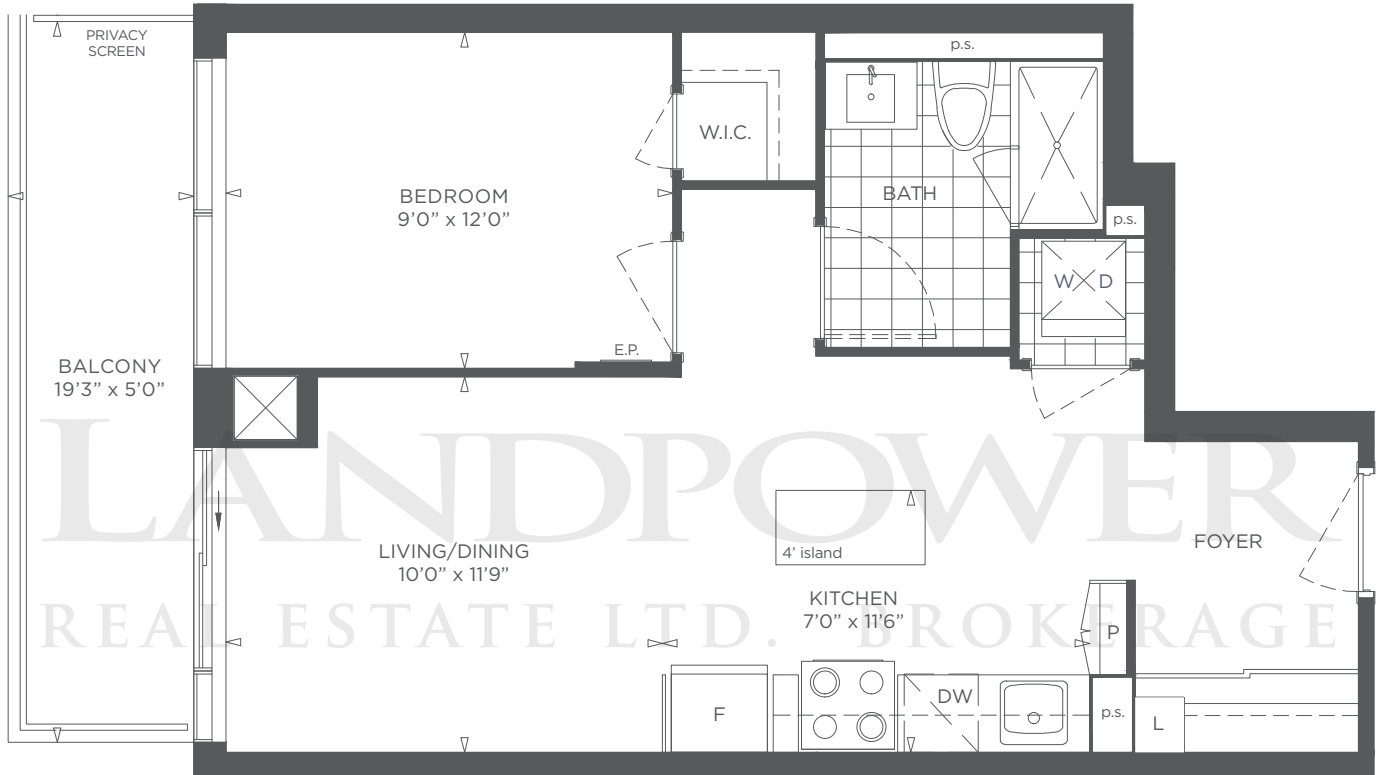 PRIVACY
SCREEN
p.s.
W.I.C.
BEDROOM
9’0” x 12’0”
BATH
p.s.
W D
E.P.
BALCONY
19’3” x 5’0”
LANDPOWER
LIVING/DINING
10’0” x 11’9”
4’ island
FOYER
KITCHEN
7’0” x 11’6”
REAL ESTATE LTD. BROKERAGE
P
F
DW
p.s.
L